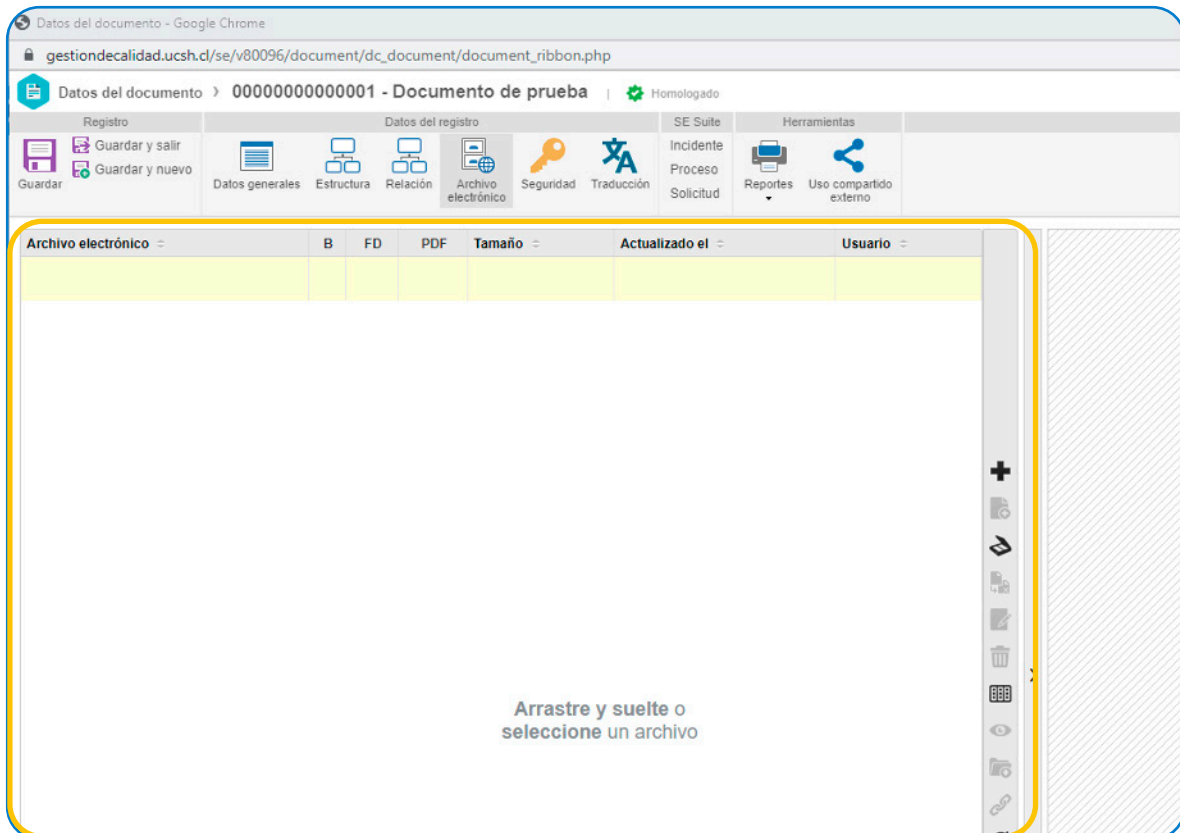 Datos del documento - Google Chrome
gestiondecalidad.ucsh.cl/se/v80096/document/dc_document/document_ribbon.php
Datos del documento > 00000000000001 - Documento de prueba | Homologado
Registro Datos del registro SE Suite Herramientas
Guardar
Guardar y salir
Guardar y nuevo
Datos generales
Estructura
Relación
Archivo
electrónico
Seguridad
Traducción
Incidente
Proceso
Solicitud
Reportes
Uso compartido
externo
Archivo electrónico B FD PDF Tamaño Actualizado el Usuario
Arrastre y suelte o
seleccione un archivo